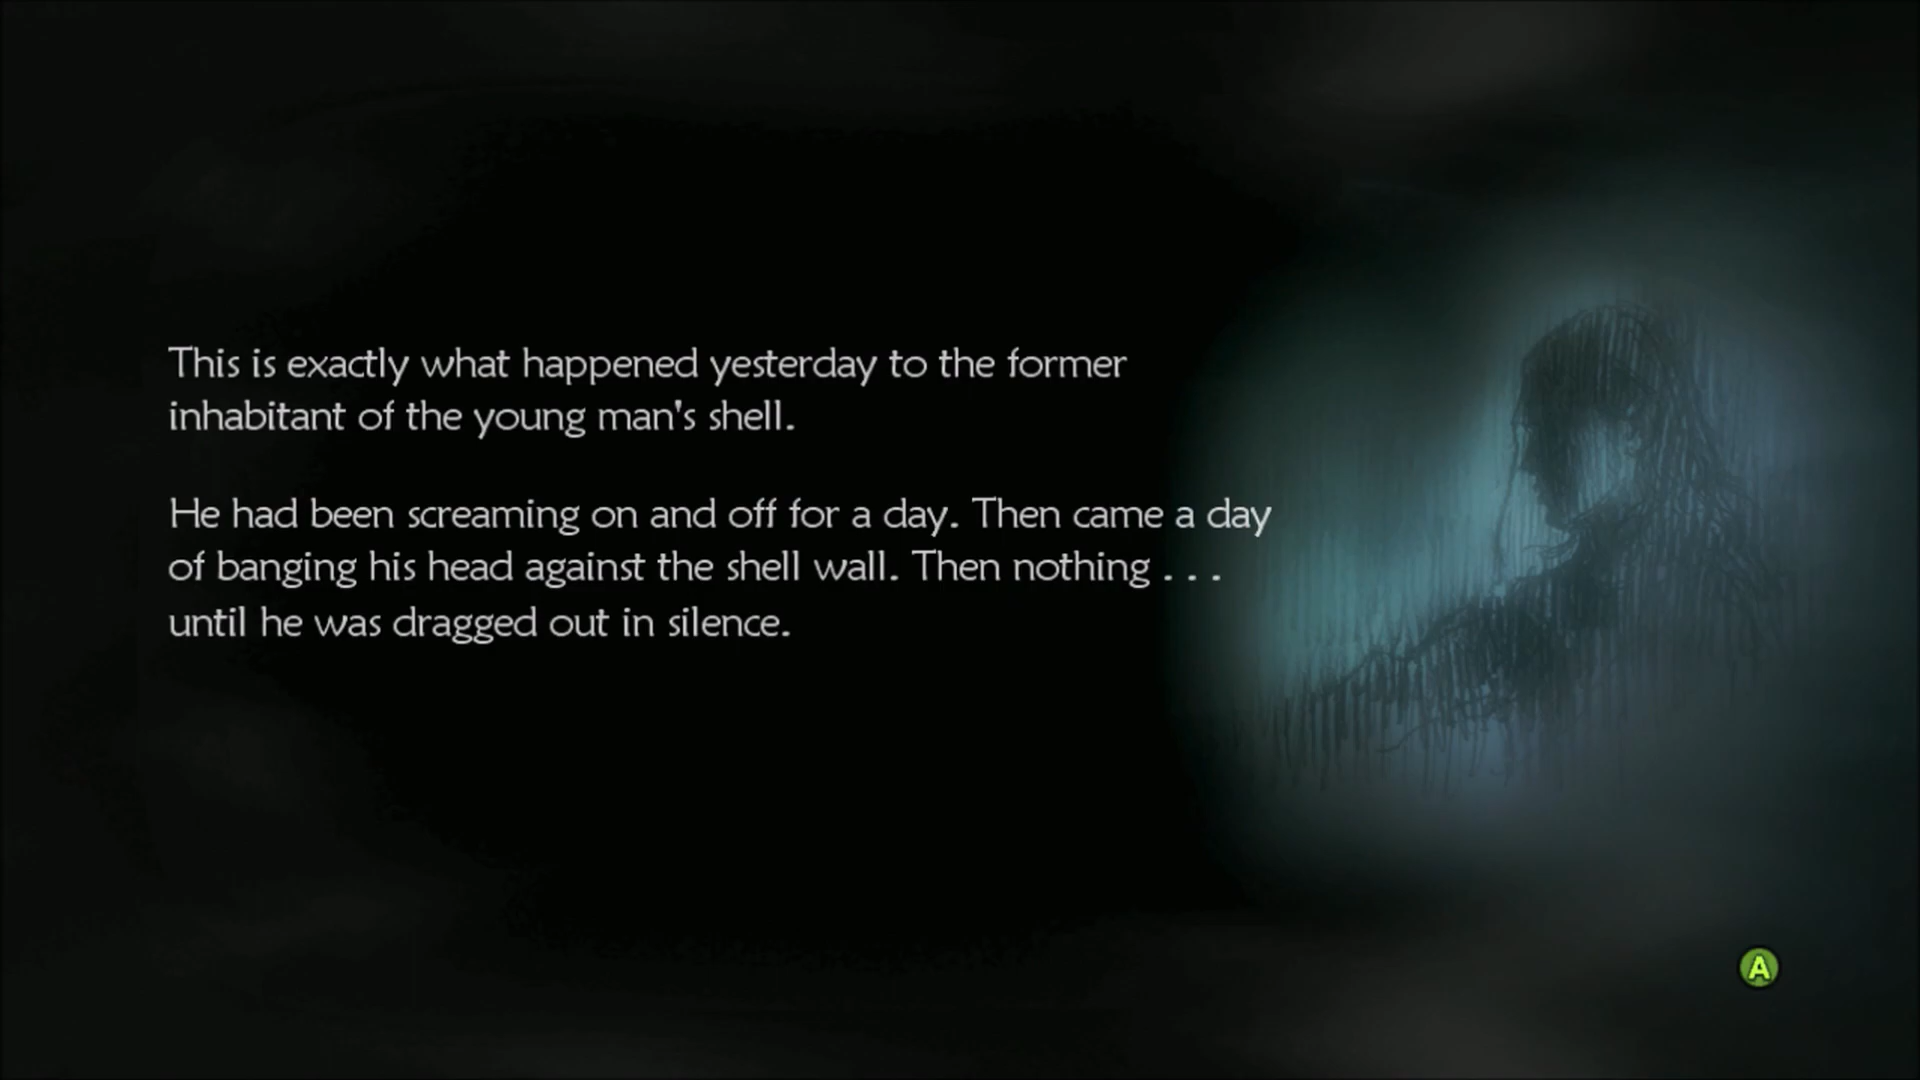 This is exactly what happened yesterday to the former
inhabitant of the young man's shell.
He had been screaming on and off for a day. Then came a day
of banging his head against the shell wall. Then nothing . . .
until he was dragged out in silence.
A